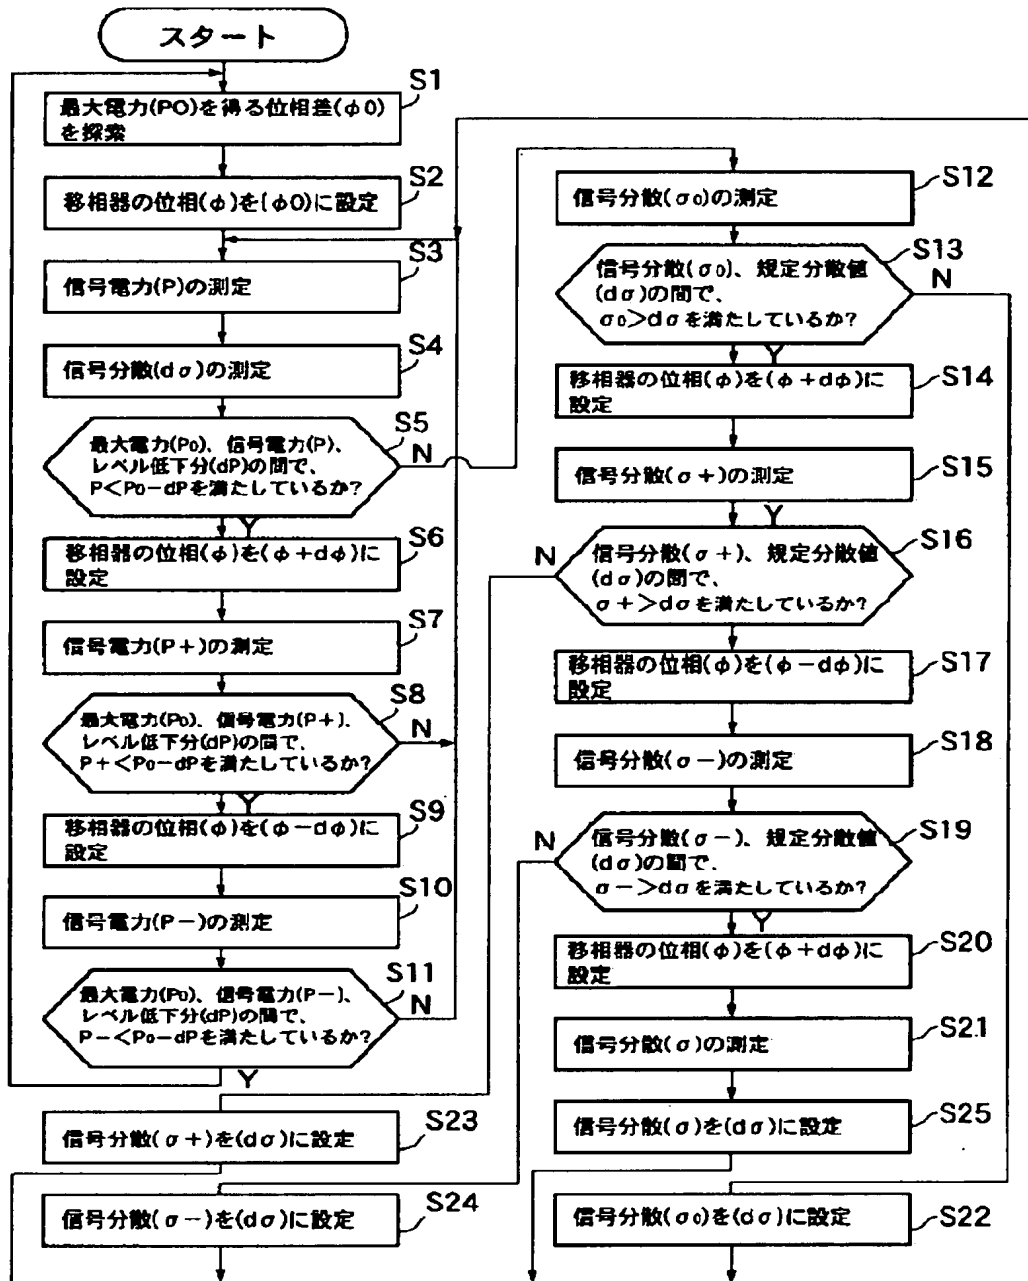 スタート
S1
最大電力(PO)を得る位相差(φ0)
を探索
S2
移相器の位相(φ)を(φ0)に設定
S3
信号電力(P)の測定
S4
信号分散(dσ)の測定
S5
最大電力(P0)、信号電力(P)、
レベル低下分(dP)の間で、
P<P0-dPを満たしているか?
N
Y
S6
移相器の位相(φ)を(φ+dφ)に
設定
S7
信号電力(P+)の測定
S8
最大電力(P0)、信号電力(P+)、
レベル低下分(dP)の間で、
P+<P0-dPを満たしているか?
N
Y
S9
移相器の位相(φ)を(φ-dφ)に
設定
S10
信号電力(P-)の測定
S11
最大電力(P0)、信号電力(P-)、
レベル低下分(dP)の間で、
P-<P0-dPを満たしているか?
N
Y
S23
信号分散(σ+)を(dσ)に設定
S24
信号分散(σ-)を(dσ)に設定
S12
信号分散(σ0)の測定
S13
信号分散(σ0)、規定分散値
(dσ)の間で、
σ0>dσを満たしているか?
N
Y
S14
移相器の位相(φ)を(φ+dφ)に
設定
S15
信号分散(σ+)の測定
Y
S16
信号分散(σ+)、規定分散値
(dσ)の間で、
σ+>dσを満たしているか?
N
S17
移相器の位相(φ)を(φ-dφ)に
設定
S18
信号分散(σ-)の測定
S19
信号分散(σ-)、規定分散値
(dσ)の間で、
σ->dσを満たしているか?
N
Y
S20
移相器の位相(φ)を(φ+dφ)に
設定
S21
信号分散(σ)の測定
S25
信号分散(σ)を(dσ)に設定
S22
信号分散(σ0)を(dσ)に設定